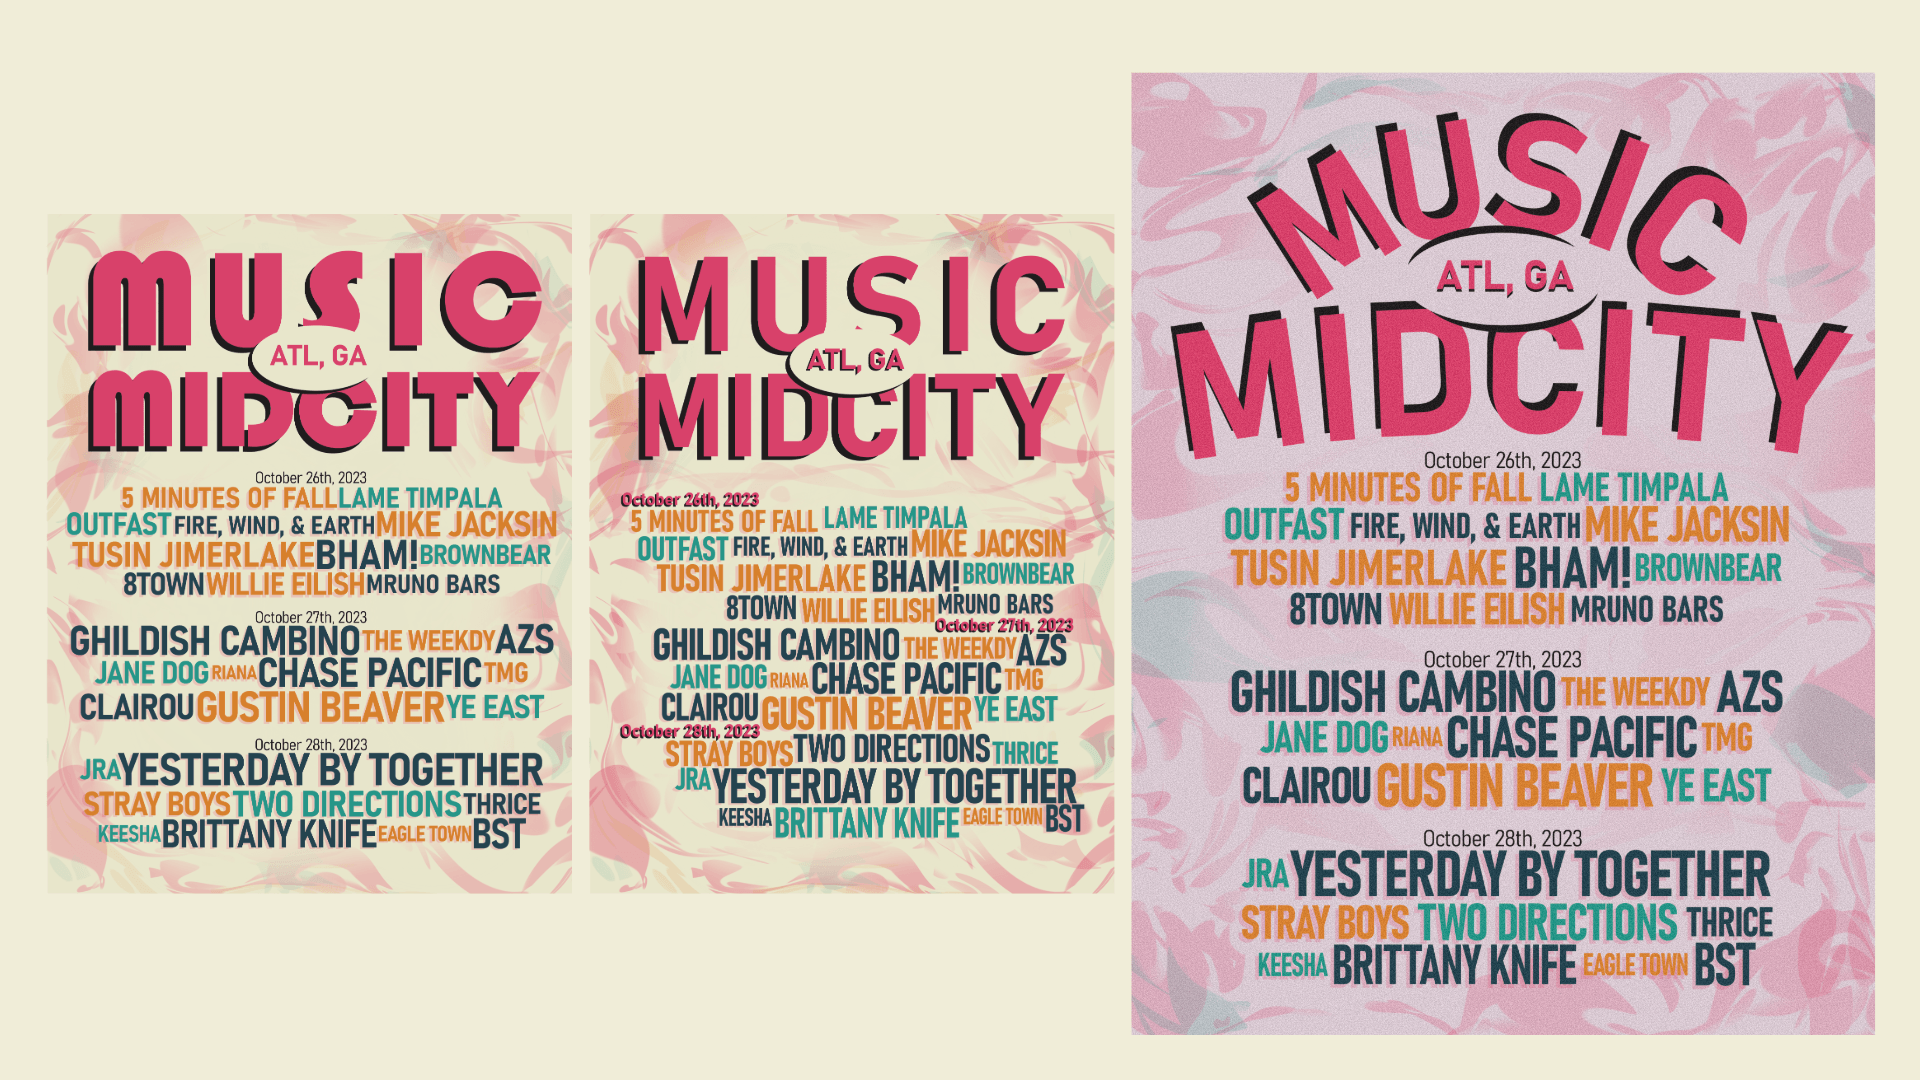 MUSIC
ATL, GA
MIDCITY
October 26th, 2023
5 MINUTES OF FALL LAME TIMPALA
OUTFAST FIRE, WIND, & EARTH MIKE JACKSIN
TUSIN JIMERLAKE BHAM! BROWNBEAR
8TOWN WILLIE EILISH MRUNO BARS
October 27th, 2023
GHILDISH CAMBINO THE WEEKDY AZS
JANE DOG RIANA CHASE PACIFIC TMG
CLAIROU GUSTIN BEAVER YE EAST
October 28th, 2023
JRA YESTERDAY BY TOGETHER
STRAY BOYS TWO DIRECTIONS THRICE
KEESHA BRITTANY KNIFE EAGLE TOWN BST
MUSIC
ATL, GA
MIDCITY
October 26th, 2023
5 MINUTES OF FALL LAME TIMPALA
OUTFAST FIRE, WIND, & EARTH MIKE JACKSIN
TUSIN JIMERLAKE BHAM! BROWNBEAR
8TOWN WILLIE EILISH MRUNO BARS
October 27th, 2023
GHILDISH CAMBINO THE WEEKDY AZS
JANE DOG RIANA CHASE PACIFIC TMG
CLAIROU GUSTIN BEAVER YE EAST
October 28th, 2023
STRAY BOYS TWO DIRECTIONS THRICE
JRA YESTERDAY BY TOGETHER
KEESHA BRITTANY KNIFE EAGLE TOWN BST
MUSIC
ATL, GA
MIDCITY
October 26th, 2023
5 MINUTES OF FALL LAME TIMPALA
OUTFAST FIRE, WIND, & EARTH MIKE JACKSIN
TUSIN JIMERLAKE BHAM! BROWNBEAR
8TOWN WILLIE EILISH MRUNO BARS
October 27th, 2023
GHILDISH CAMBINO THE WEEKDY AZS
JANE DOG RIANA CHASE PACIFIC TMG
CLAIROU GUSTIN BEAVER YE EAST
October 28th, 2023
JRA YESTERDAY BY TOGETHER
STRAY BOYS TWO DIRECTIONS THRICE
KEESHA BRITTANY KNIFE EAGLE TOWN BST